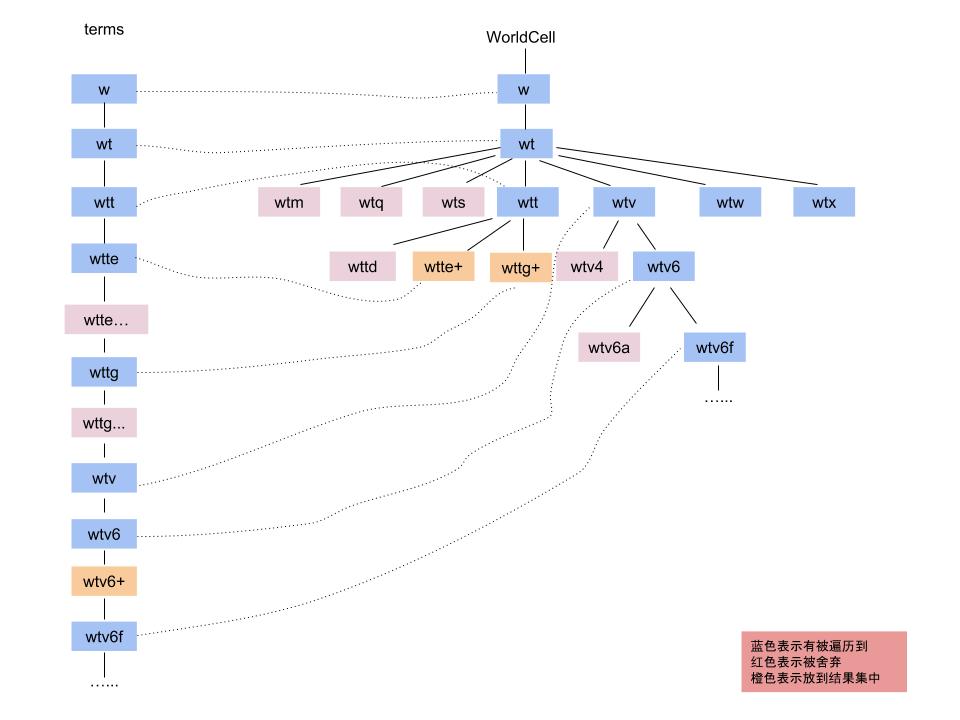 terms
WorldCell
w
w
wt
wt
wtt
wtm
wtq
wts
wtt
wtv
wtw
wtx
wtte
wttd
wtte+
wttg+
wtv4
wtv6
wtte…
wtv6a
wtv6f
wttg
…...
wttg...
wtv
wtv6
wtv6+
wtv6f
…...
蓝色表示有被遍历到
红色表示被舍弃
橙色表示放到结果集中